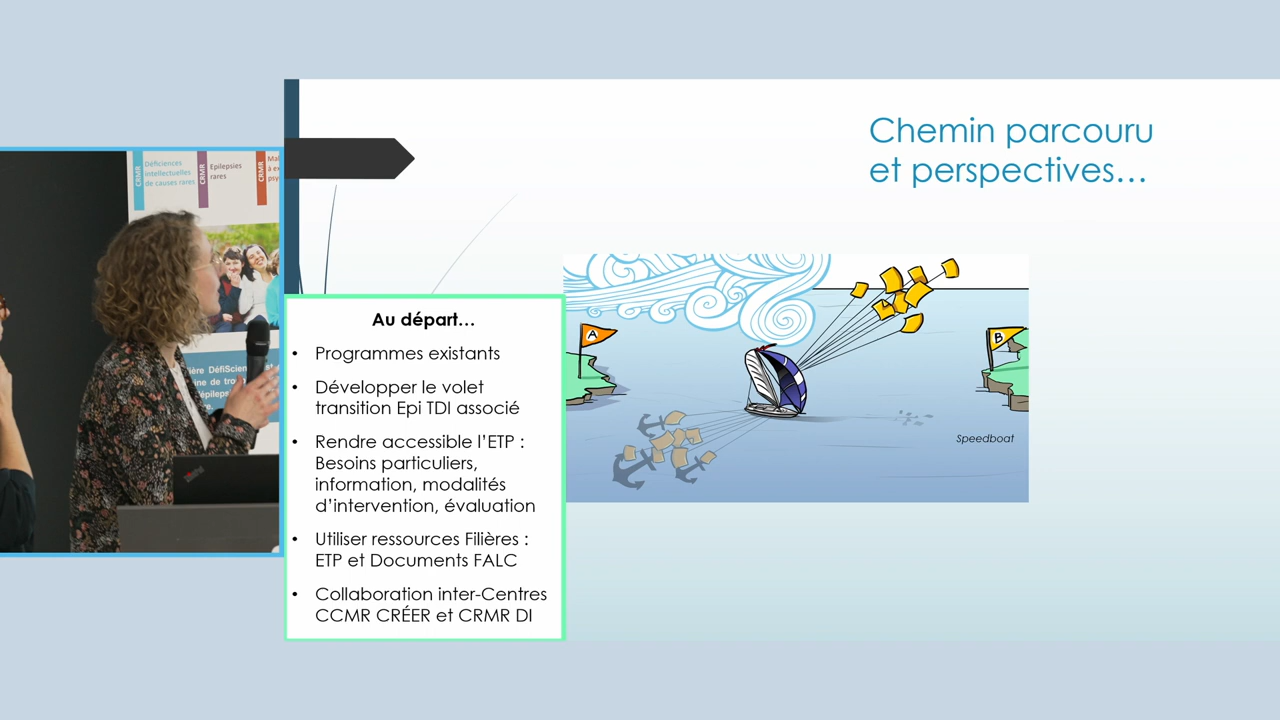 Chemin parcouru
et perspectives…
Déficiences
intellectuelles
de causes rares
Epilepsies
rares
CRMR
CRMR
CRMR
Au départ…
• Programmes existants
• Développer le volet
transition Epi TDI associé
• Rendre accessible l’ETP :
Besoins particuliers,
information, modalités
d’intervention, évaluation
• Utiliser ressources Filières :
ETP et Documents FALC
• Collaboration inter-Centres
CCMR CRÉER et CRMR DI
A
B
Speedboat